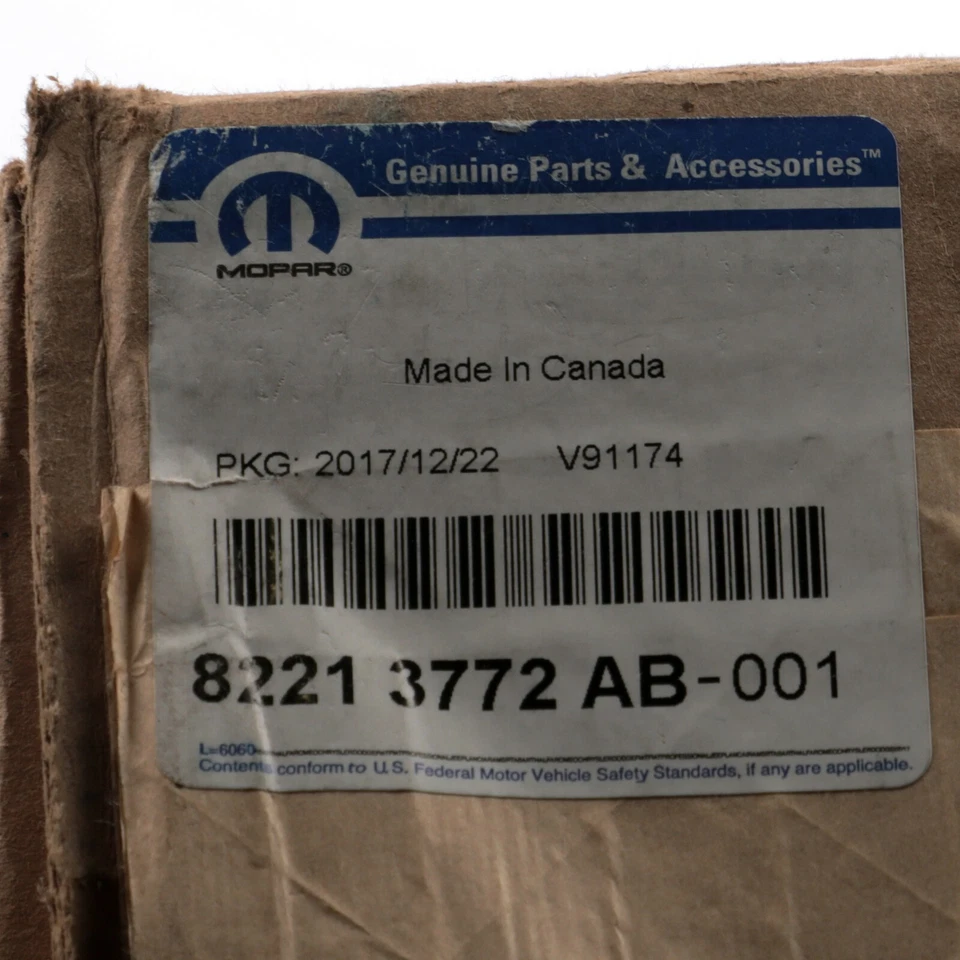 Genuine Parts & Accessories™
MOPAR®
Made In Canada
PKG: 2017/12/22 V91174
8221 3772 AB-001
L=6060
Contents conform to U.S. Federal Motor Vehicle Safety Standards, if any are applicable.